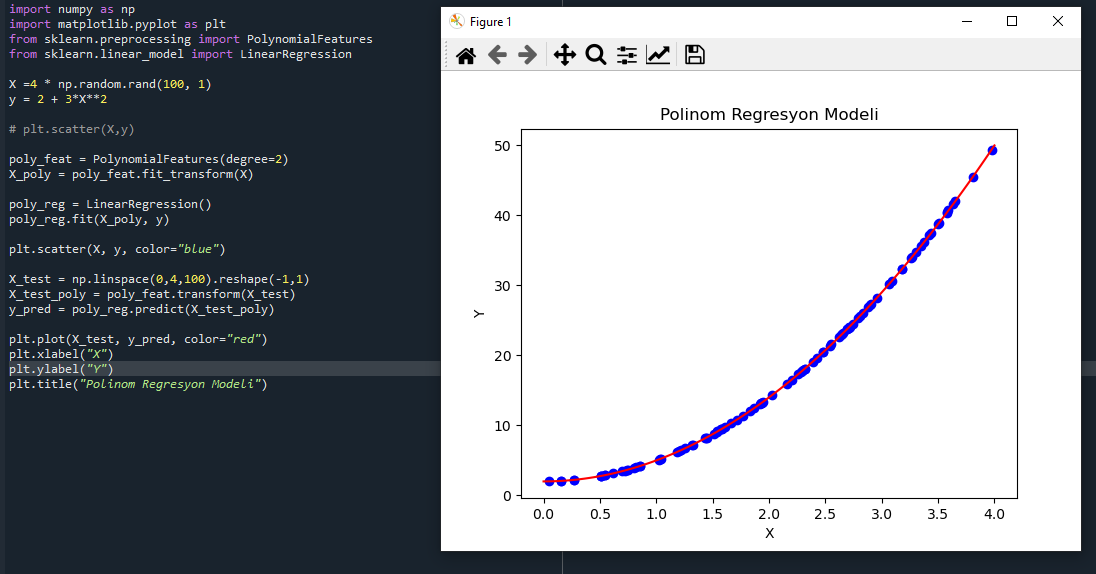 import numpy as np
import matplotlib.pyplot as plt
from sklearn.preprocessing import PolynomialFeatures
from sklearn.linear_model import LinearRegression
X =4 * np.random.rand(100, 1)
y = 2 + 3*X**2
# plt.scatter(X,y)
poly_feat = PolynomialFeatures(degree=2)
X_poly = poly_feat.fit_transform(X)
poly_reg = LinearRegression()
poly_reg.fit(X_poly, y)
plt.scatter(X, y, color="blue")
X_test = np.linspace(0,4,100).reshape(-1,1)
X_test_poly = poly_feat.transform(X_test)
y_pred = poly_reg.predict(X_test_poly)
plt.plot(X_test, y_pred, color="red")
plt.xlabel("X")
plt.ylabel("Y")
plt.title("Polinom Regresyon Modeli")
Figure 1
Polinom Regresyon Modeli
50
40
30
20
10
0
Y
0.0 0.5 1.0 1.5 2.0 2.5 3.0 3.5 4.0
X